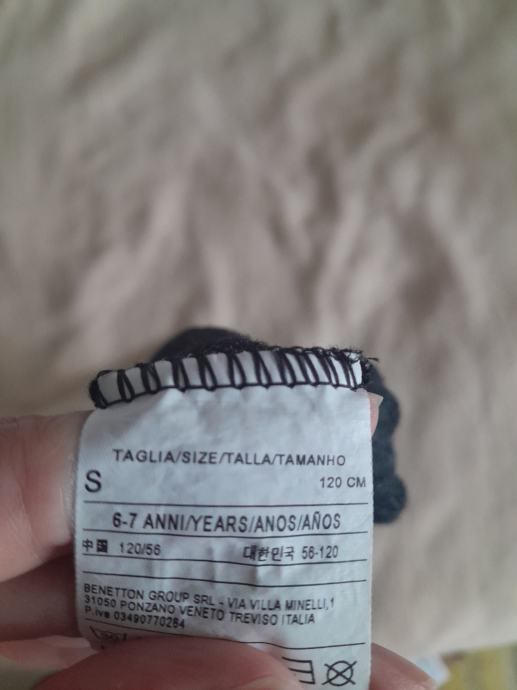 TAGLIA/SIZE/TALLA/TAMANHO
S 120 CM
6-7 ANNI/YEARS/ANOS/AÑOS
中国 120/56 대한민국 56-120
BENETTON GROUP SRL - VIA VILLA MINELLI,1
31050 PONZANO VENETO TREVISO ITALIA
P.iva 03490770264